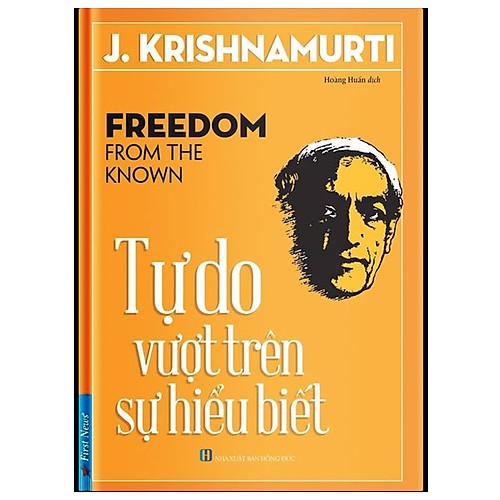 J. KRISHNAMURTI
Hoàng Huấn dịch
FREEDOM
FROM THE
KNOWN
Tự do
vượt trên
sự hiểu biết
First News
NHÀ XUẤT BẢN HỒNG ĐỨC